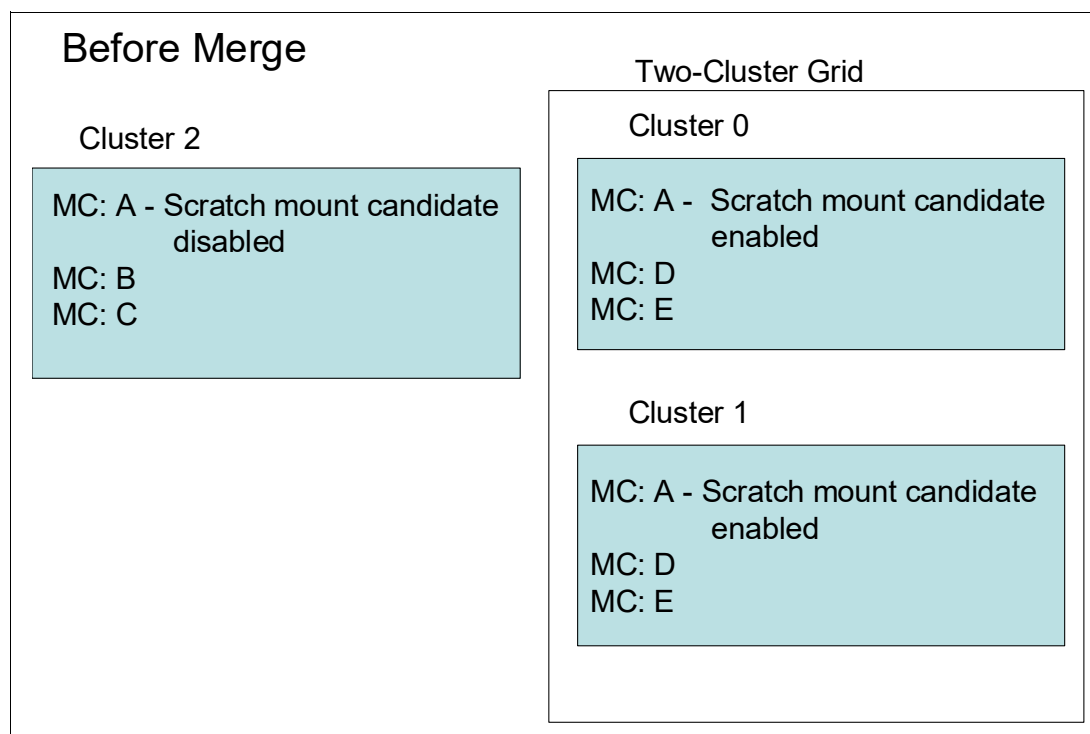 Before Merge
Cluster 2
MC: A - Scratch mount candidate
disabled
MC: B
MC: C
Two-Cluster Grid
Cluster 0
MC: A -  Scratch mount candidate
enabled
MC: D
MC: E
Cluster 1
MC: A - Scratch mount candidate
enabled
MC: D
MC: E